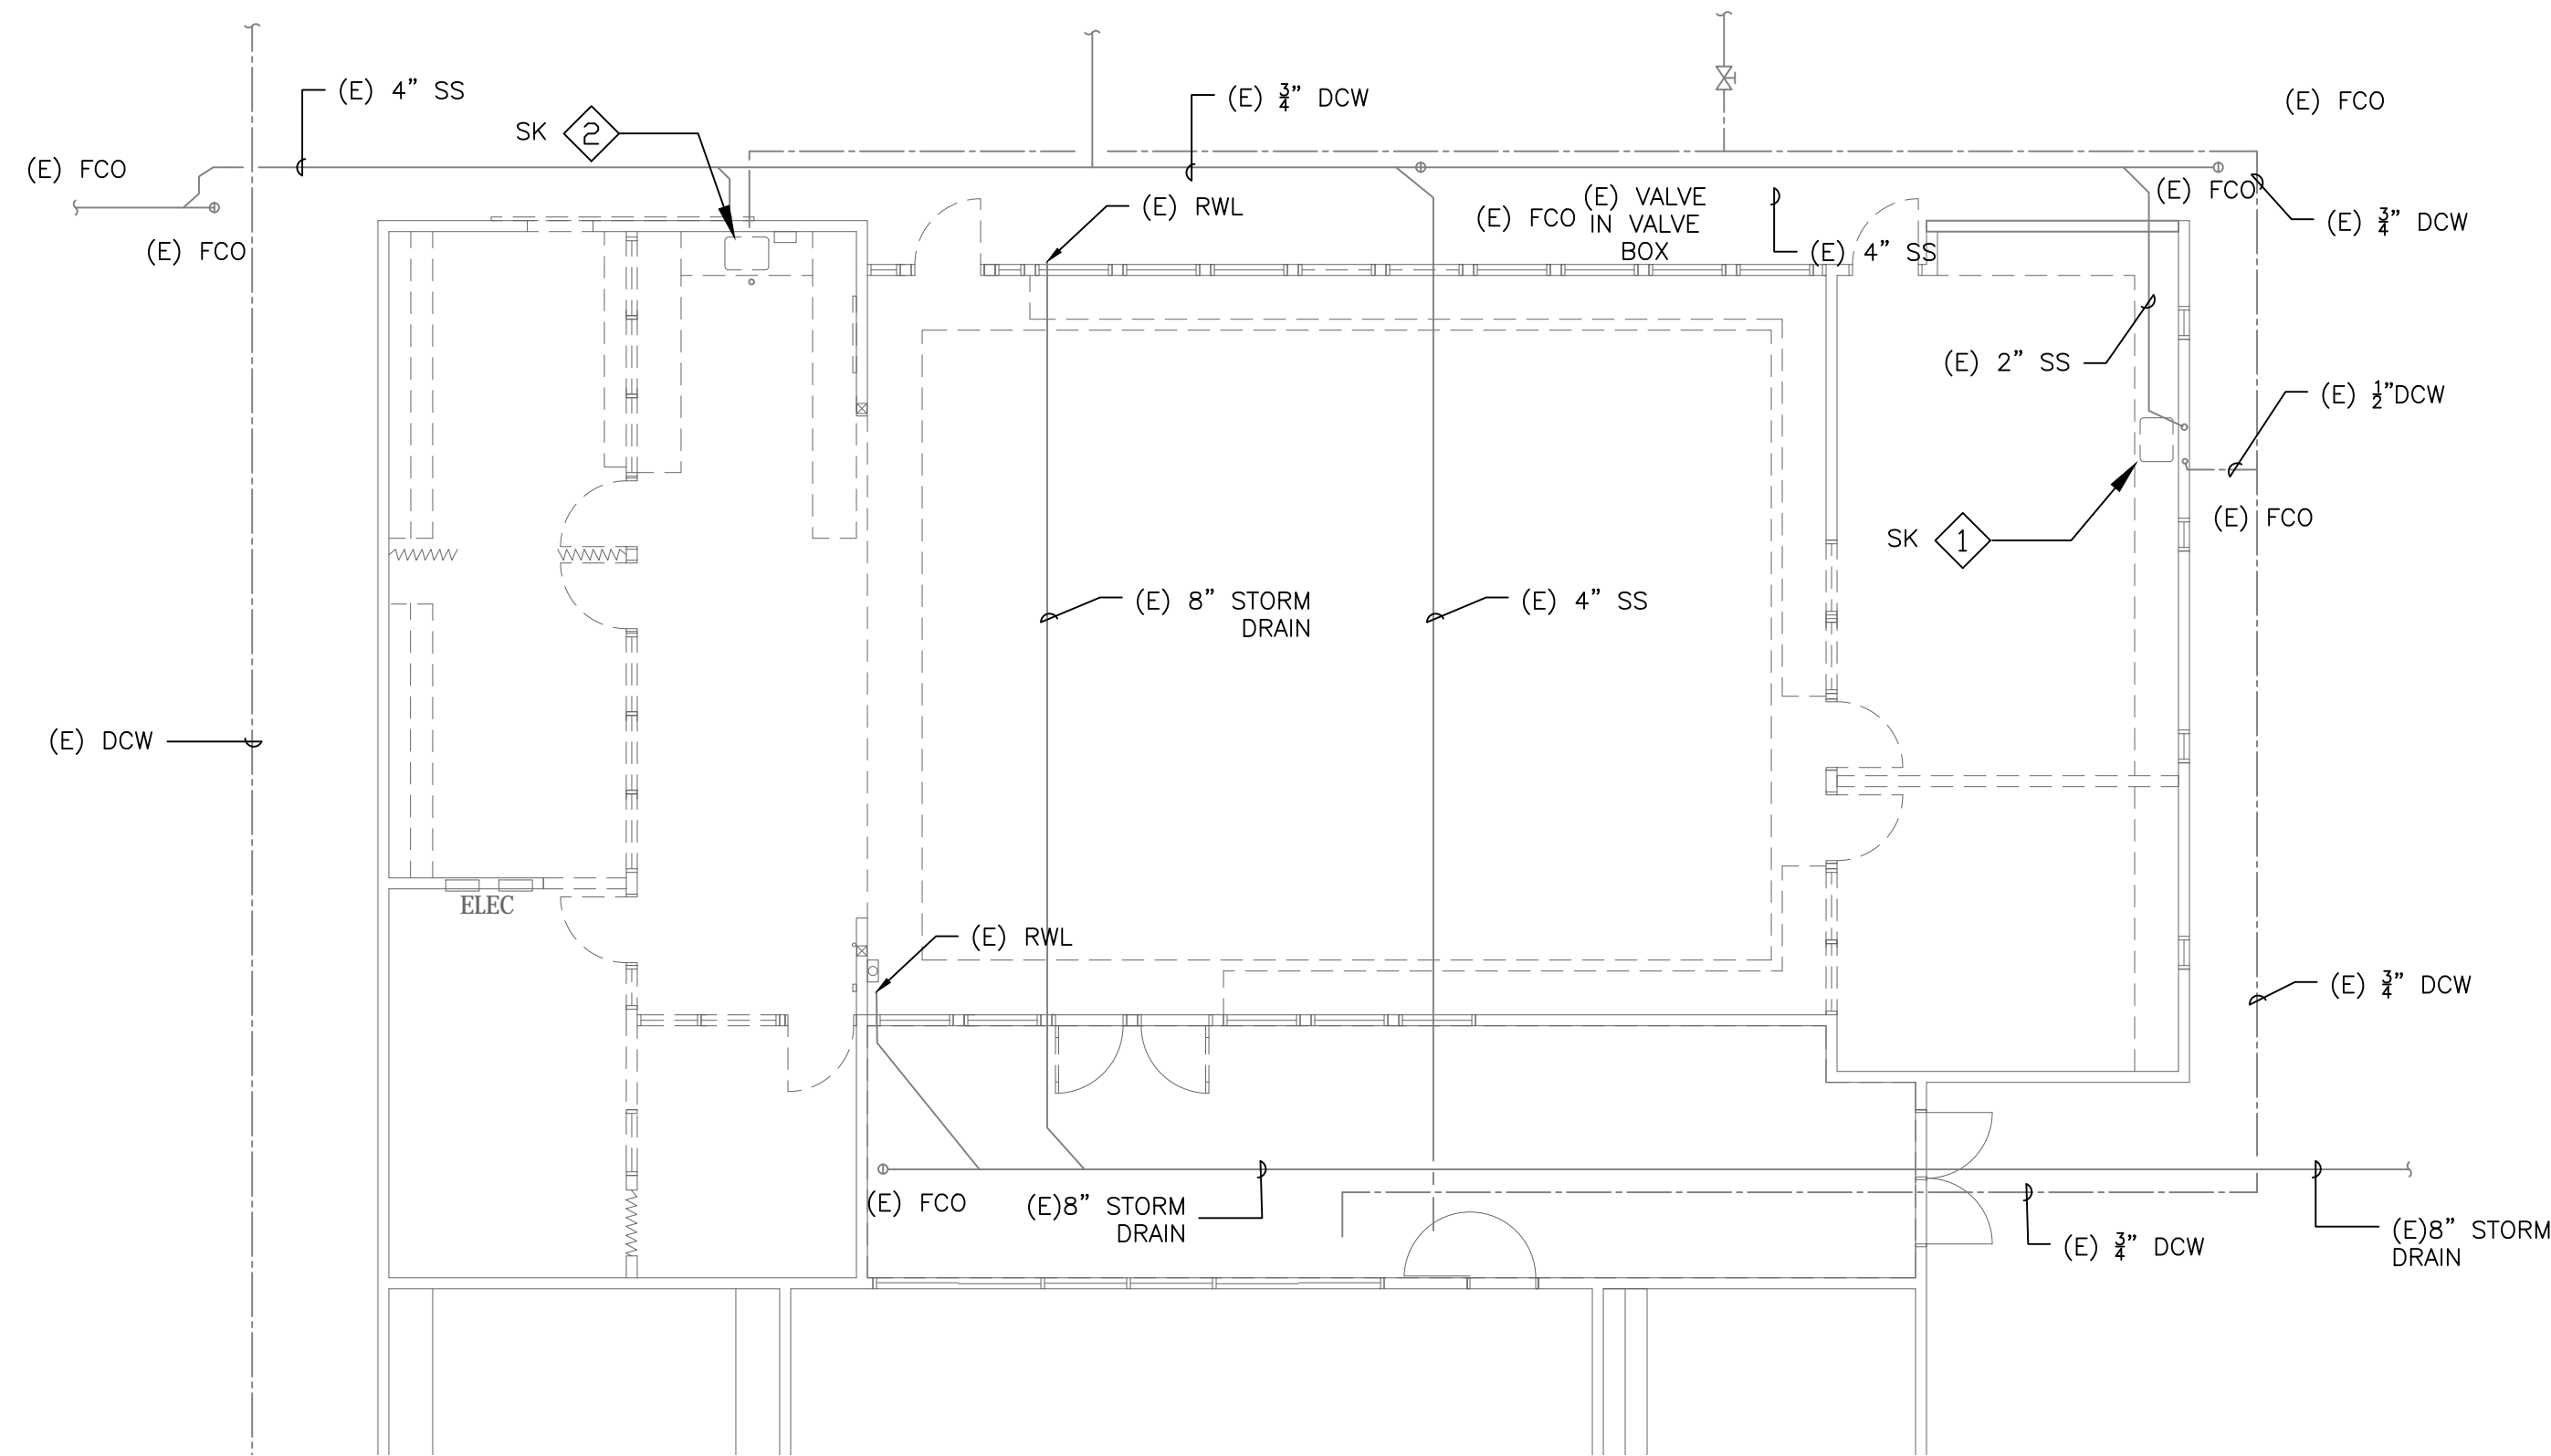 (E) 4” SS
(E) ¾” DCW
(E) FCO
SK 2
(E) FCO
(E) FCO
(E) VALVE
IN VALVE
BOX
(E) RWL
(E) FCO
(E) ¾” DCW
(E) FCO
(E) 4” SS
(E) 2” SS
(E) ½”DCW
(E) FCO
SK 1
(E) 8” STORM
DRAIN
(E) 4” SS
(E) DCW
ELEC
(E) RWL
(E) ¾” DCW
(E) FCO
(E)8” STORM
DRAIN
(E) ¾” DCW
(E)8” STORM
DRAIN